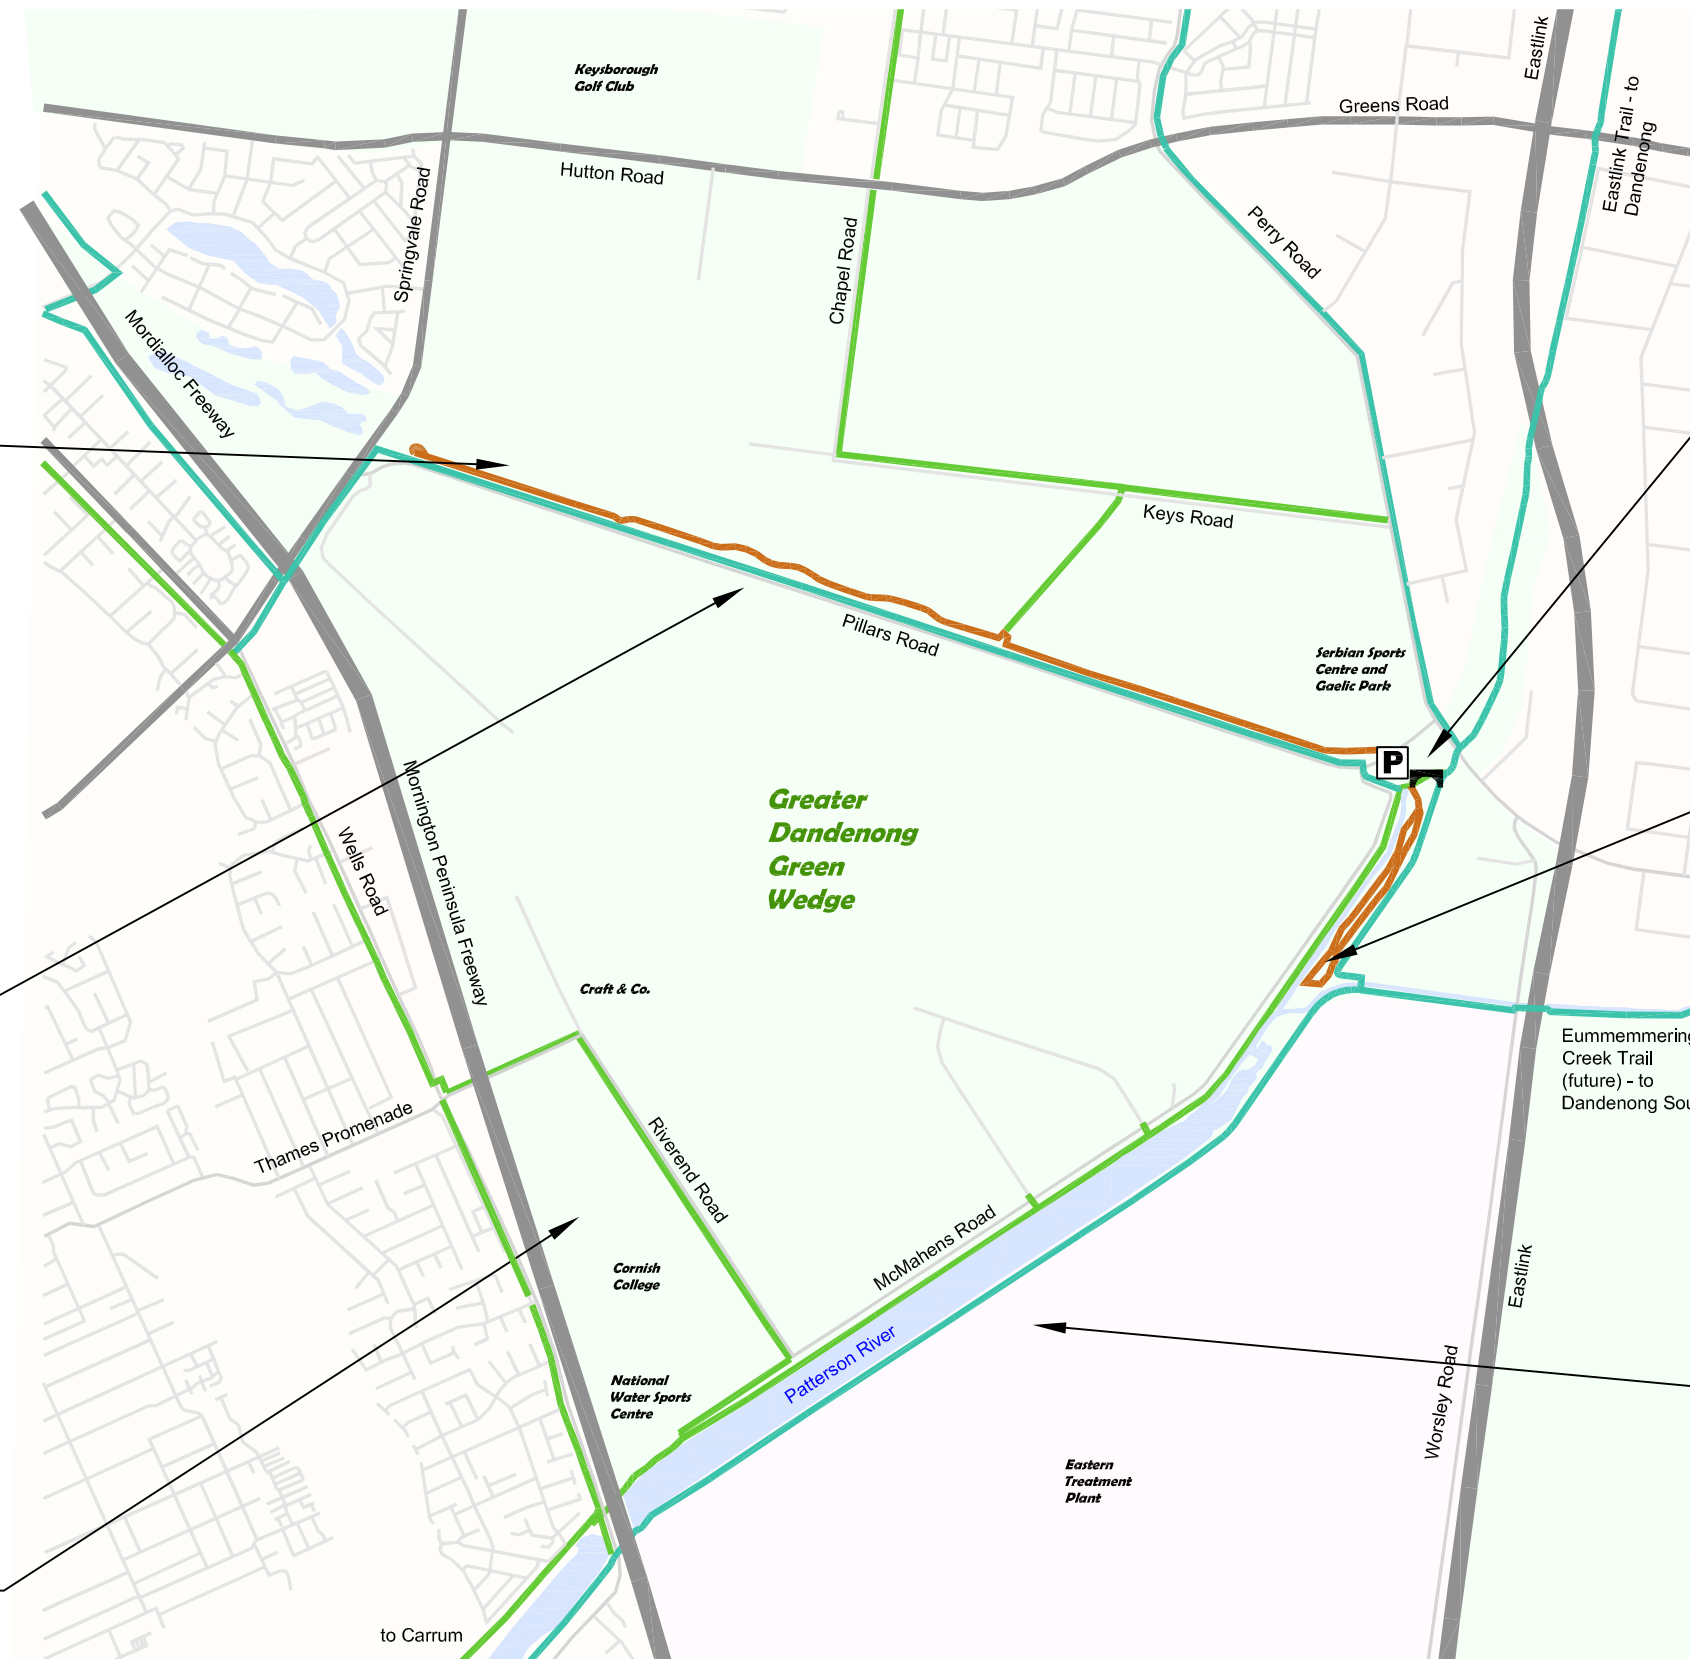 Keysborough
Golf Club
Eastlink
Greens Road
Eastlink Trail - to
Dandenong
Hutton Road
Springvale Road
Chapel Road
Perry Road
Mordialloc Freeway
Keys Road
Pillars Road
Serbian Sports
Centre and
Gaelic Park
P
Greater
Dandenong
Green
Wedge
Mornington Peninsula Freeway
Wells Road
Craft & Co.
Eummemmering
Creek Trail
(future) - to
Dandenong Sou
Thames Promenade
Riverend Road
McMahens Road
Cornish
College
Eastlink
Patterson River
National
Water Sports
Centre
Worsley Road
Eastern
Treatment
Plant
to Carrum